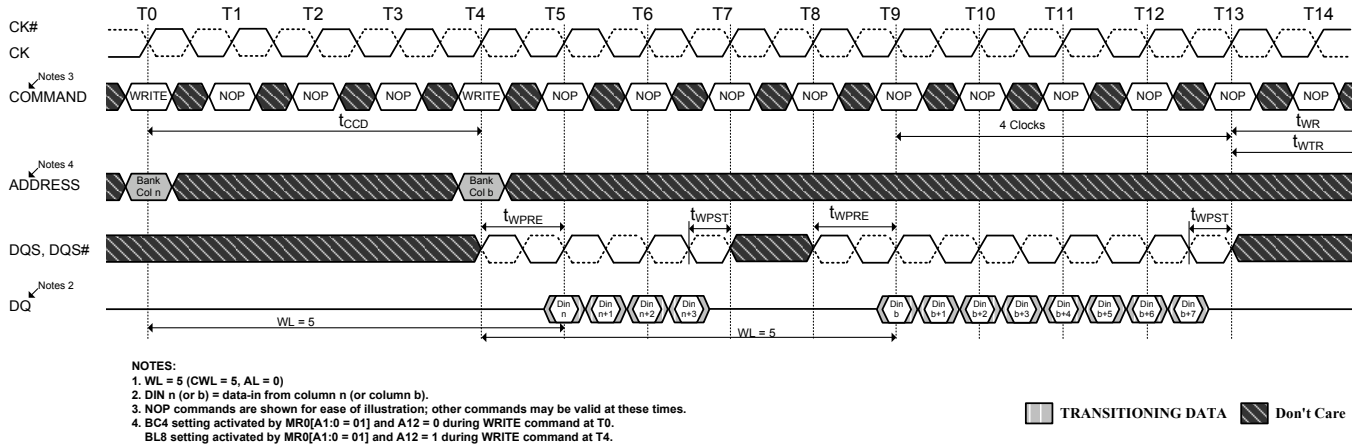 T0 T1 T2 T3 T4 T5 T6 T7 T8 T9 T10 T11 T12 T13 T14
CK#
CK
Notes 3
COMMAND
WRITE NOP NOP NOP WRITE NOP NOP NOP NOP NOP NOP NOP NOP NOP NOP
tCCD
4 Clocks
tWR
tWTR
Notes 4
ADDRESS
Bank
Col n
Bank
Col b
tWPRE
tWPST
tWPRE
tWPST
DQS, DQS#
Notes 2
DQ
Din
n
Din
n+1
Din
n+2
Din
n+3
Din
b
Din
b+1
Din
b+2
Din
b+3
Din
b+4
Din
b+5
Din
b+6
Din
b+7
WL = 5
WL = 5
NOTES:
1. WL = 5 (CWL = 5, AL = 0)
2. DIN n (or b) = data-in from column n (or column b).
3. NOP commands are shown for ease of illustration; other commands may be valid at these times.
4. BC4 setting activated by MR0[A1:0 = 01] and A12 = 0 during WRITE command at T0.
BL8 setting activated by MR0[A1:0 = 01] and A12 = 1 during WRITE command at T4.
TRANSITIONING DATA
Don't Care